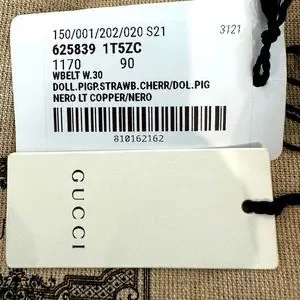 150/001/202/020 S21 3121
625839 1T5ZC
1170 90
WBELT W.30
DOLL.PIGP.STRAWB.CHERR/DOL.PIG
NERO LT COPPER/NERO
810162162
GUCCI